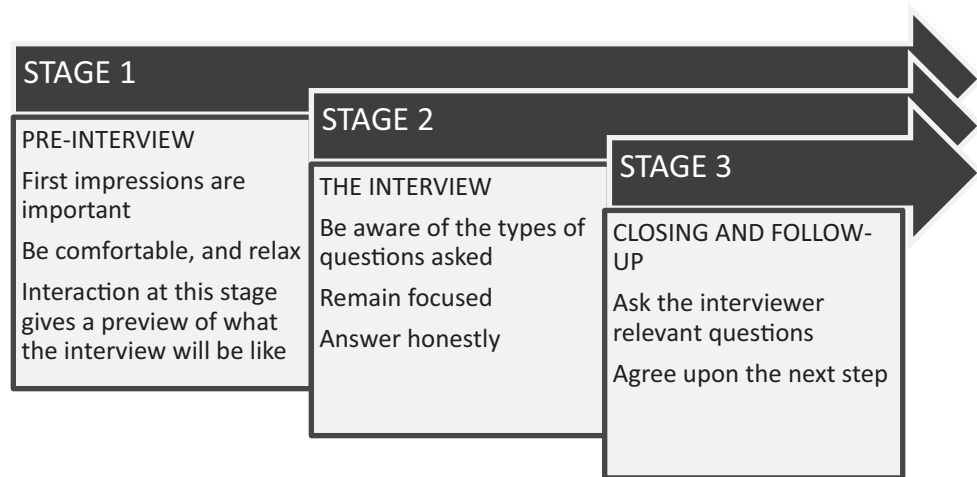 STAGE 1
PRE-INTERVIEW
First impressions are
important
Be comfortable, and relax
Interaction at this stage
gives a preview of what
the interview will be like
STAGE 2
THE INTERVIEW
Be aware of the types of
questions asked
Remain focused
Answer honestly
STAGE 3
CLOSING AND FOLLOW-
UP
Ask the interviewer
relevant questions
Agree upon the next step